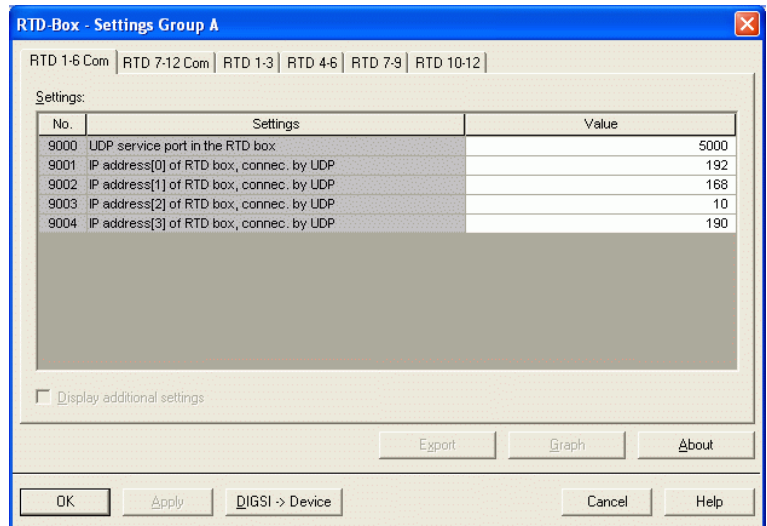 RTD-Box - Settings Group A
RTD 1-6 Com RTD 7-12 Com RTD 1-3 RTD 4-6 RTD 7-9 RTD 10-12
Settings:
No. Settings Value
9000 UDP service port in the RTD box 5000
9001 IP address[0] of RTD box, connec. by UDP 192
9002 IP address[1] of RTD box, connec. by UDP 168
9003 IP address[2] of RTD box, connec. by UDP 10
9004 IP address[3] of RTD box, connec. by UDP 190
Display additional settings
Export Graph About
OK Apply DIGSI -> Device Cancel Help